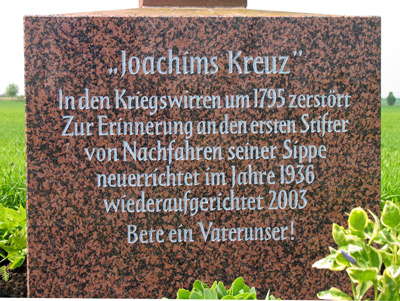 „Joachims Kreuz"
In den Kriegswirren um 1795 zerstört
Zur Erinnerung an den ersten Stifter
von Nachfahren seiner Sippe
neuerrichtet im Jahre 1936
wiederaufgerichtet 2003
Bete ein Vaterunser!